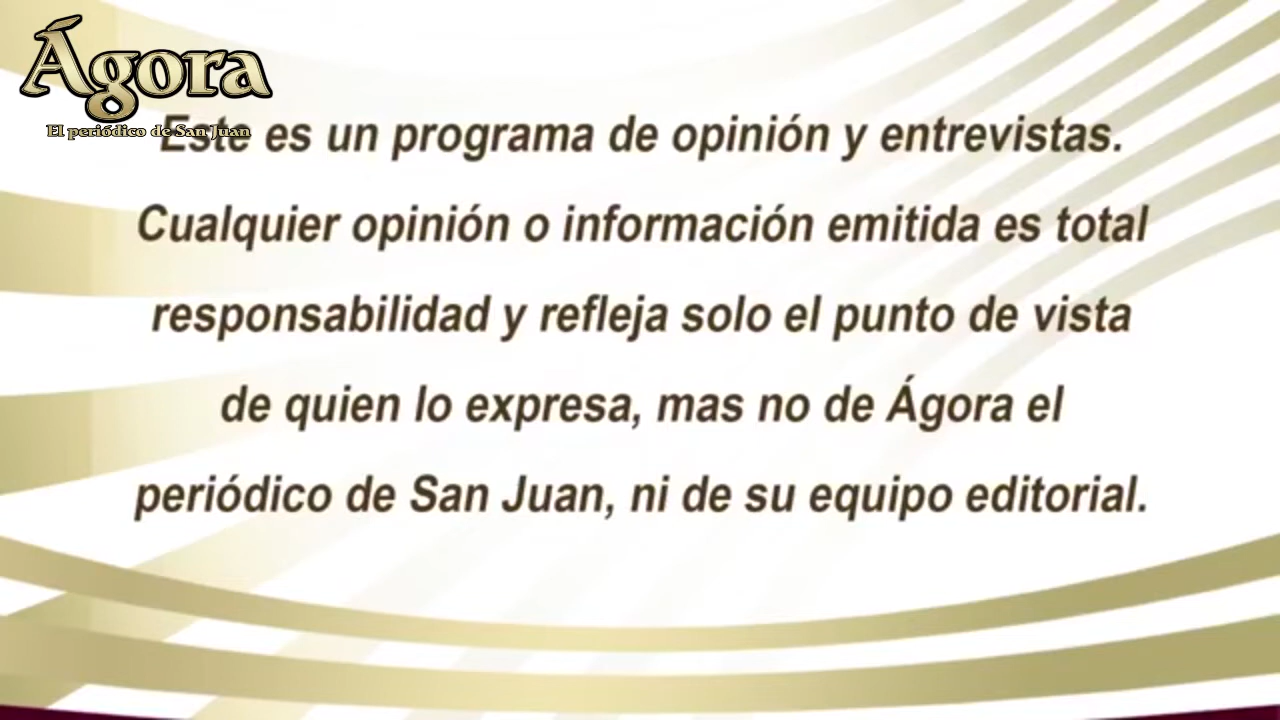 Ágora
El periódico de San Juan
Este es un programa de opinión y entrevistas.
Cualquier opinión o información emitida es total
responsabilidad y refleja solo el punto de vista
de quien lo expresa, mas no de Ágora el
periódico de San Juan, ni de su equipo editorial.